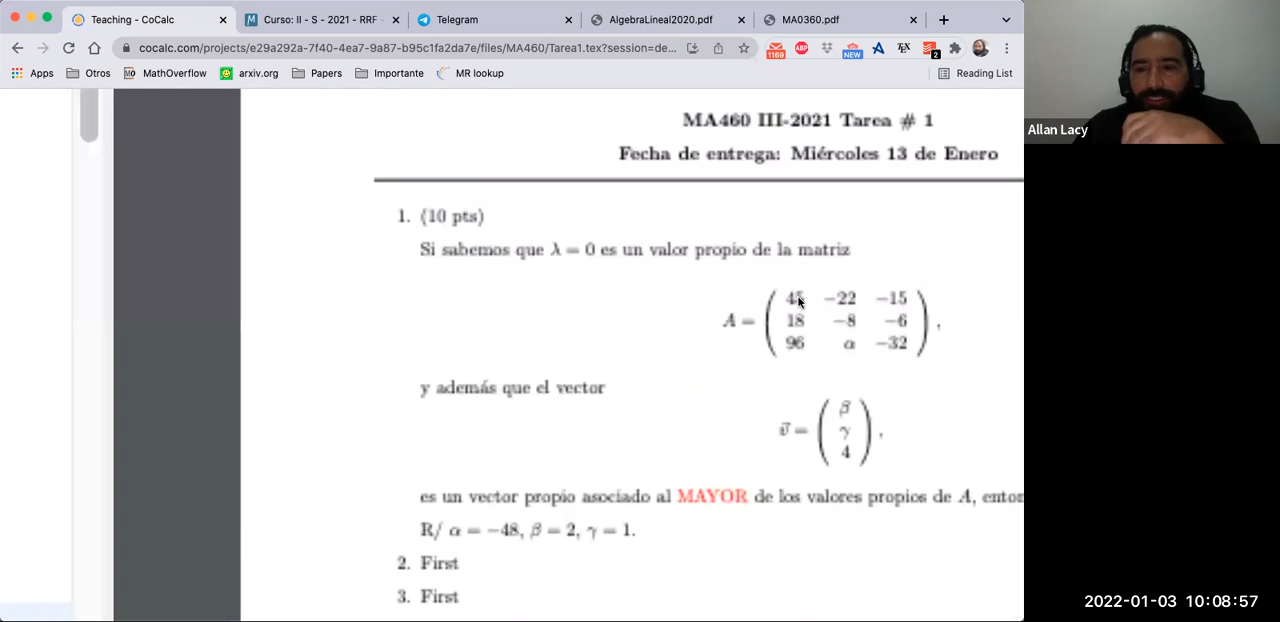 Teaching - CoCalc
Curso: II - S - 2021 - RRF -
Telegram
AlgebraLineal2020.pdf
MA0360.pdf
cocalc.com/projects/e29a292a-7f40-4ea7-9a87-b95c1fa2da7e/files/MA460/Tarea1.tex?session=de...
1169
ABP
NEW
2
Apps
Otros
MathOverflow
arxiv.org
Papers
Importante
MR lookup
Reading List
MA460 III-2021 Tarea # 1
Fecha de entrega: Miércoles 13 de Enero
1. (10 pts)
Si sabemos que λ = 0 es un valor propio de la matriz
45 −22 −15
A = 18 −8 −6 ,
96 α −32
y además que el vector
β
v⃗ = γ ,
4
es un vector propio asociado al MAYOR de los valores propios de A, enton
R/ α = −48, β = 2, γ = 1.
2. First
3. First
Allan Lacy
2022-01-03 10:08:57